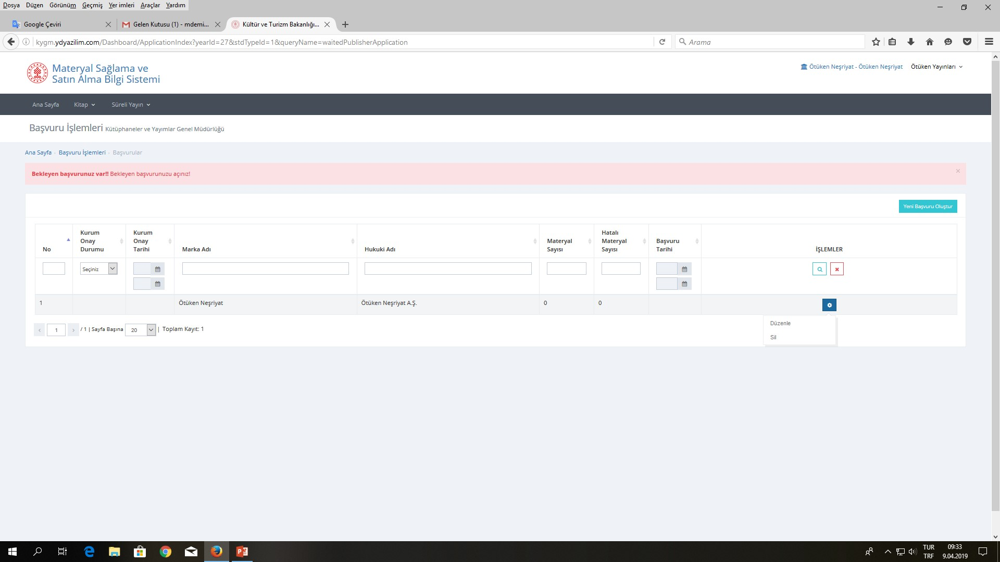 Dosya Düzen Görünüm Geçmiş Yer imleri Araçlar Yardım
Google Çeviri
Gelen Kutusu (1) - mdemi...
Kültür ve Turizm Bakanlığı...
kygm.ydyazilim.com/Dashboard/ApplicationIndex?yearId=27&stdTypeId=1&queryName=waitedPublisherApplication
Arama
Materyal Sağlama ve
Satın Alma Bilgi Sistemi
Ötüken Neşriyat - Ötüken Neşriyat
Ötüken Yayınları
Ana Sayfa Kitap Süreli Yayın
Başvuru İşlemleri Kütüphaneler ve Yayımlar Genel Müdürlüğü
Ana Sayfa Başvuru İşlemleri Başvurular
Bekleyen başvurunuz var!! Bekleyen başvurunuzu açınız!
Yeni Başvuru Oluştur
No
Kurum
Onay
Durumu
Kurum
Onay
Tarihi
Marka Adı
Hukuki Adı
Materyal
Sayısı
Hatalı
Materyal
Sayısı
Başvuru
Tarihi
İŞLEMLER
Seçiniz
1 Ötüken Neşriyat Ötüken Neşriyat A.Ş. 0 0
Düzenle
Sil
1 / 1 | Sayfa Başına 20 | Toplam Kayıt: 1
TUR
TRF
09:33
9.04.2019